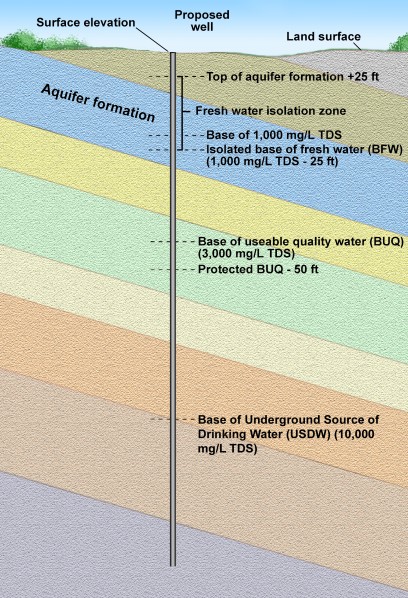 Proposed
well
Surface elevation
Land surface
Top of aquifer formation +25 ft
Aquifer formation
Fresh water isolation zone
Base of 1,000 mg/L TDS
Isolated base of fresh water (BFW)
(1,000 mg/L TDS - 25 ft)
Base of useable quality water (BUQ)
(3,000 mg/L TDS)
Protected BUQ - 50 ft
Base of Underground Source of
Drinking Water (USDW) (10,000
mg/L TDS)